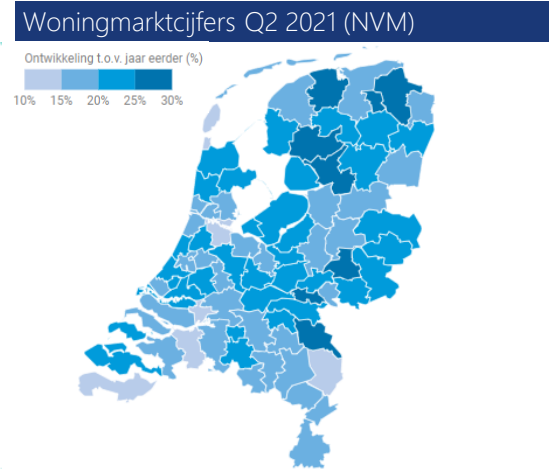 Woningmarktcijfers Q2 2021 (NVM)
Ontwikkeling t.o.v. jaar eerder (%)
10% 15% 20% 25% 30%